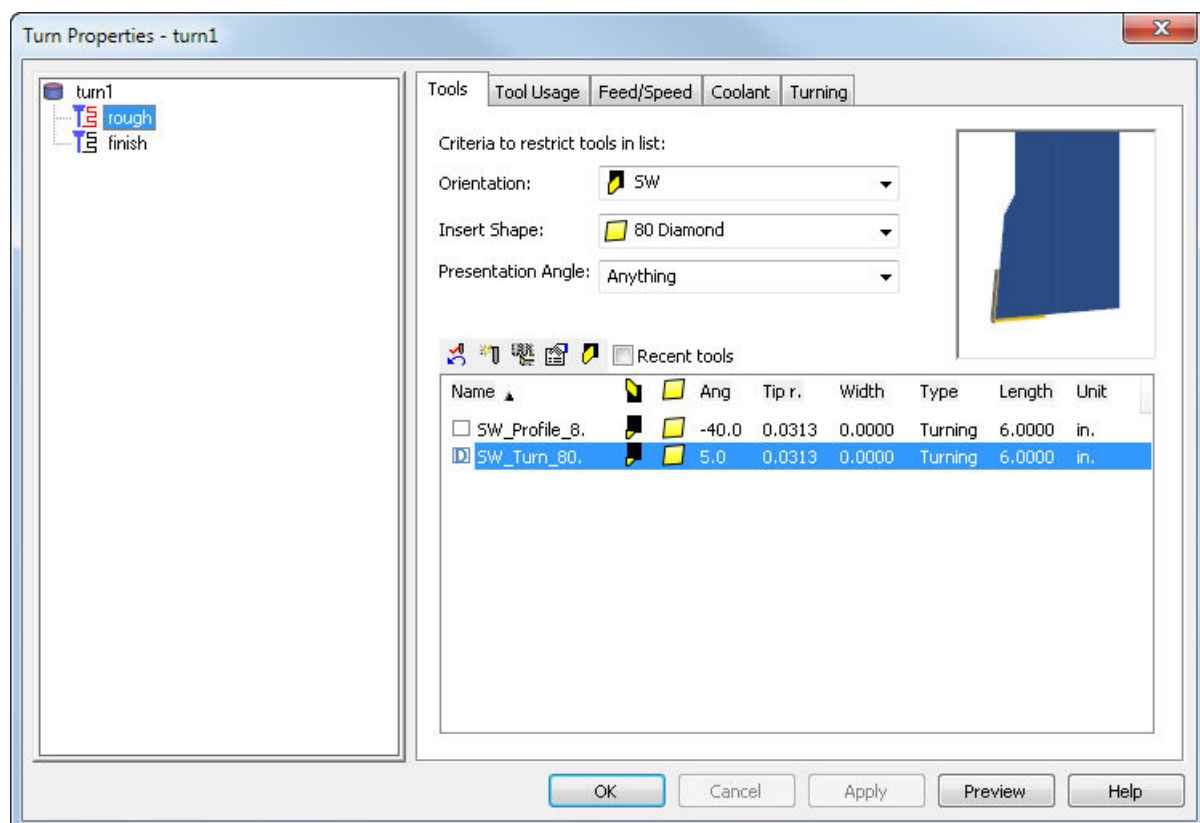 Turn Properties - turn1
turn1
rough
finish
Tools Tool Usage Feed/Speed Coolant Turning
Criteria to restrict tools in list:
Orientation: SW
Insert Shape: 80 Diamond
Presentation Angle: Anything
Recent tools
Name Ang Tip r. Width Type Length Unit
SW_Profile_8. -40.0 0.0313 0.0000 Turning 6.0000 in.
D SW_Turn_80. 5.0 0.0313 0.0000 Turning 6.0000 in.
OK Cancel Apply Preview Help